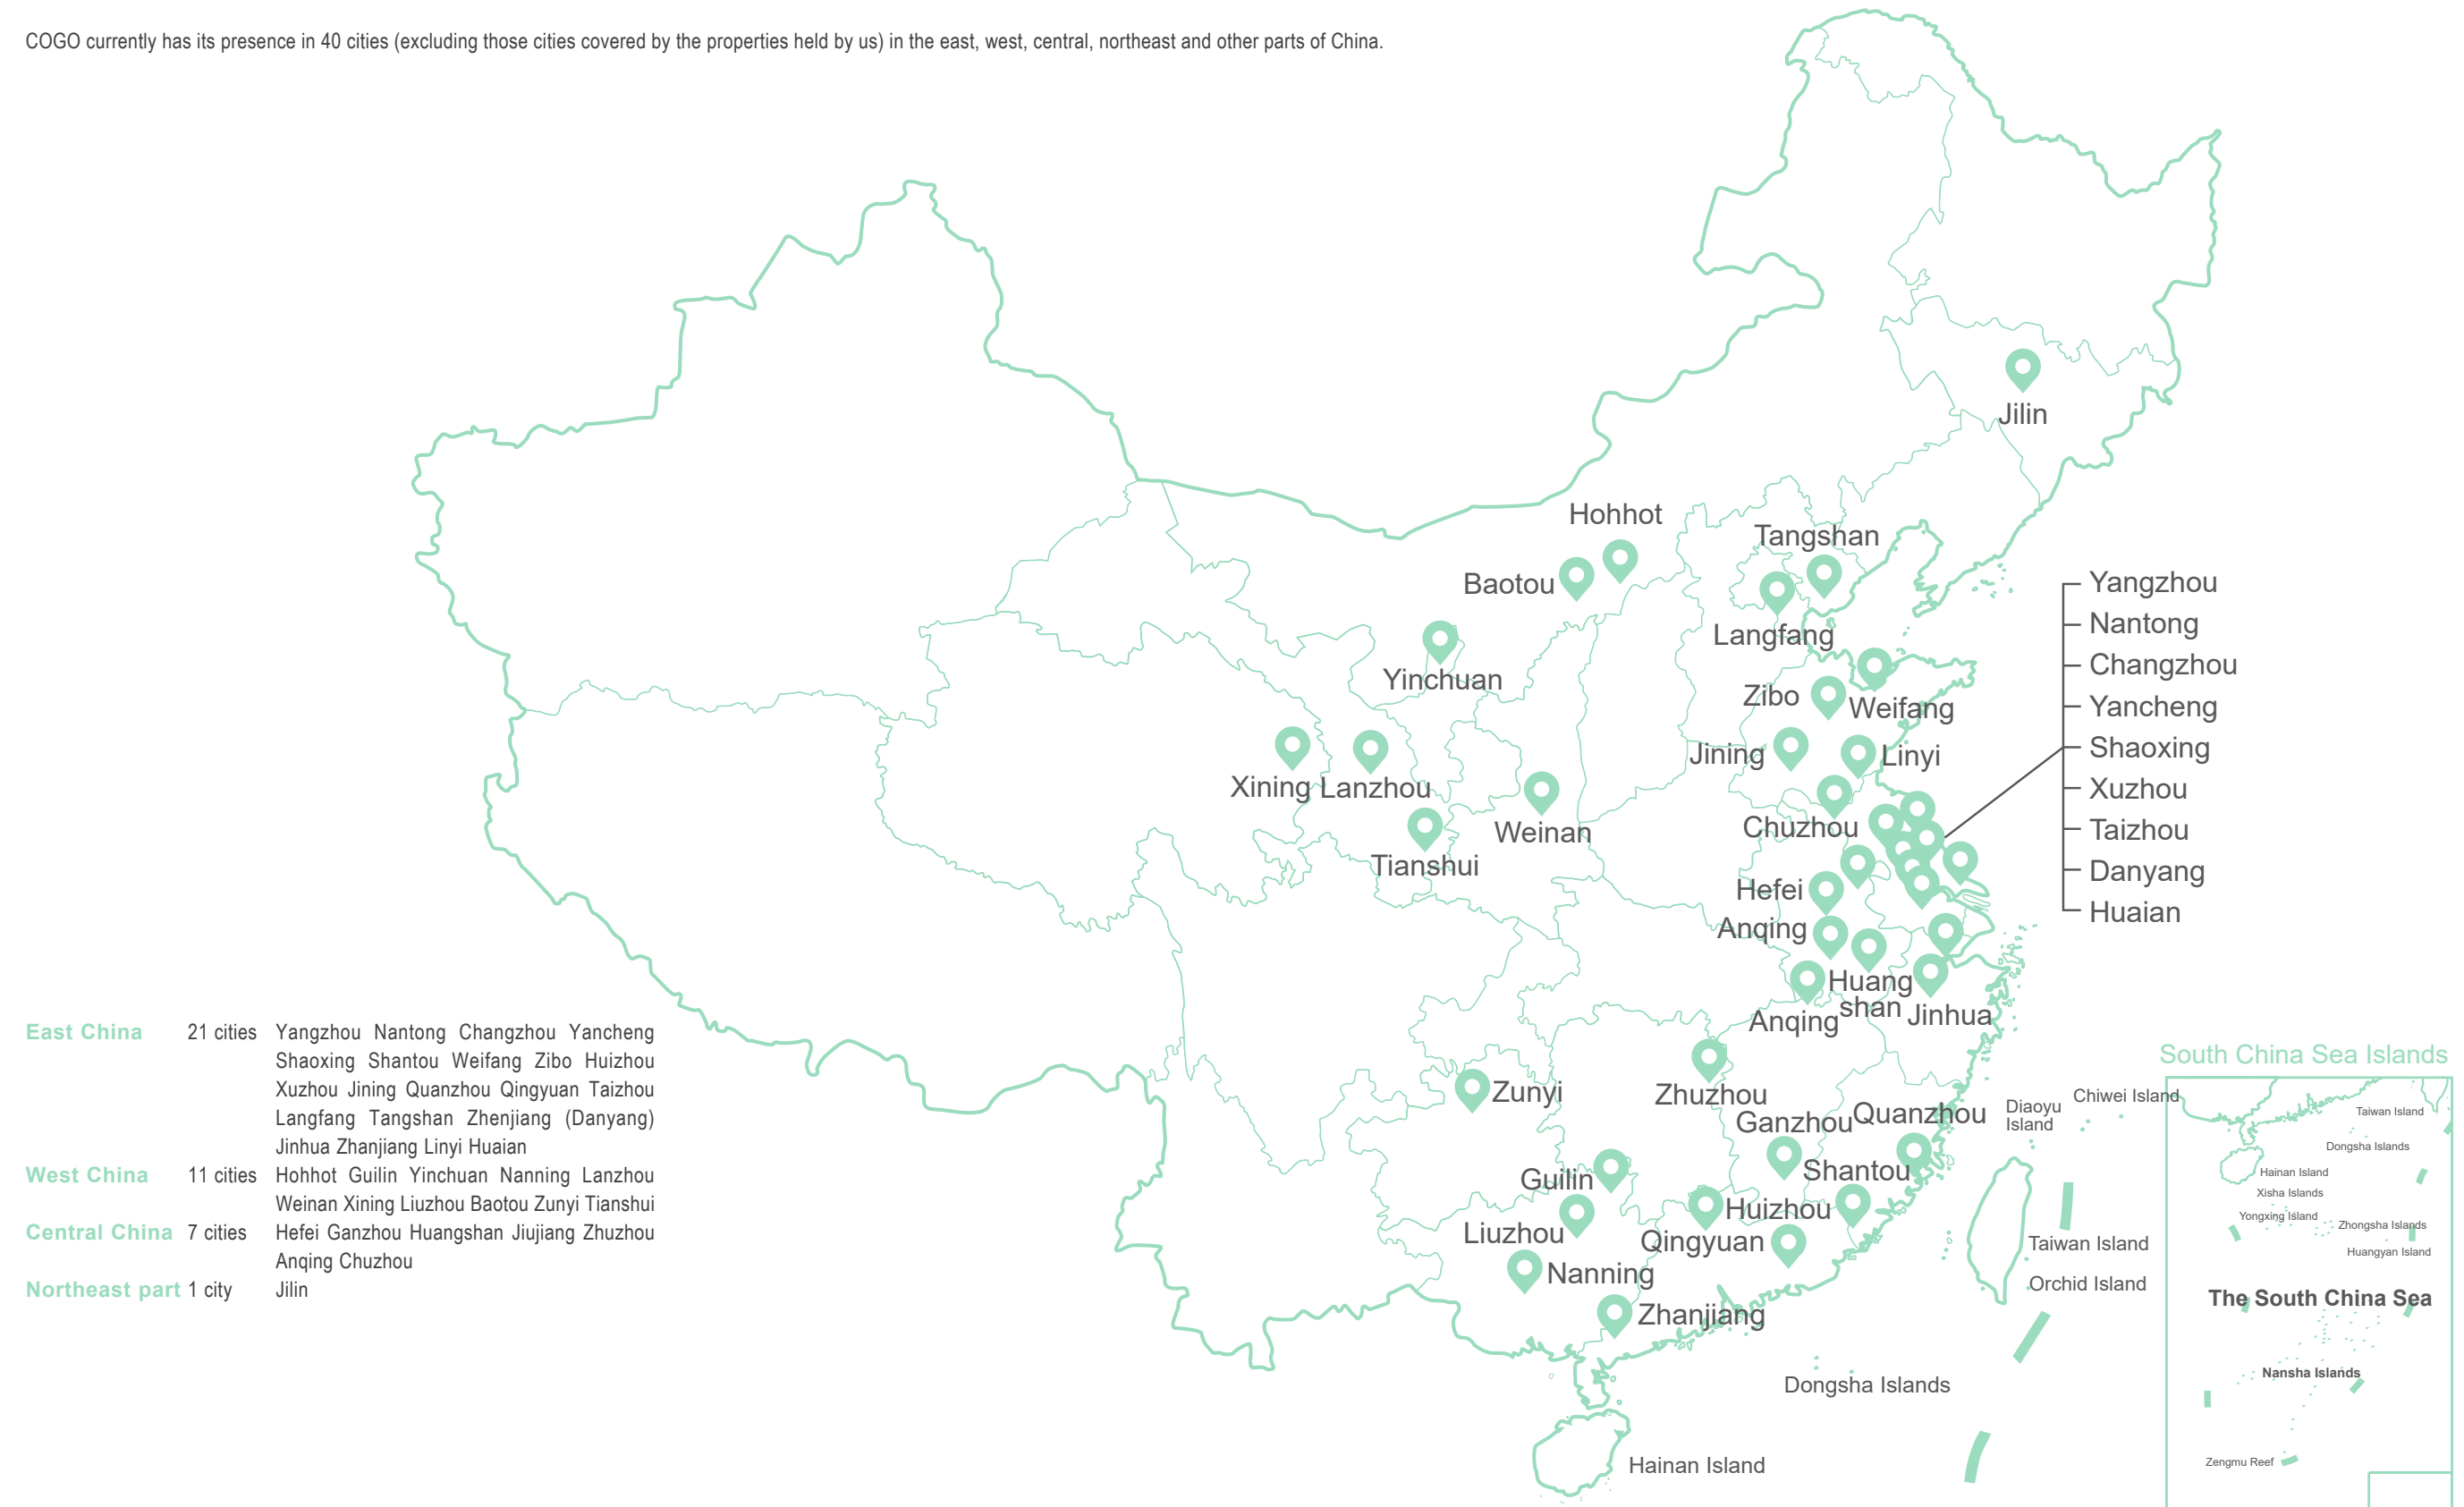 COGO currently has its presence in 40 cities (excluding those cities covered by the properties held by us) in the east, west, central, northeast and other parts of China.
Jilin
Hohhot
Tangshan
Baotou
Langfang
Yinchuan
Zibo
Weifang
Jining
Linyi
Xining
Lanzhou
Weinan
Tianshui
Chuzhou
Hefei
Anqing
Huang
shan
Anqing
Jinhua
Yangzhou
Nantong
Changzhou
Yancheng
Shaoxing
Xuzhou
Taizhou
Danyang
Huaian
Zunyi
Zhuzhou
Ganzhou
Quanzhou
Guilin
Shantou
Huizhou
Liuzhou
Qingyuan
Nanning
Zhanjiang
Diaoyu
Island
Chiwei Island
Taiwan Island
Orchid Island
Dongsha Islands
Hainan Island
East China 21 cities Yangzhou Nantong Changzhou Yancheng
Shaoxing Shantou Weifang Zibo Huizhou
Xuzhou Jining Quanzhou Qingyuan Taizhou
Langfang Tangshan Zhenjiang (Danyang)
Jinhua Zhanjiang Linyi Huaian
West China 11 cities Hohhot Guilin Yinchuan Nanning Lanzhou
Weinan Xining Liuzhou Baotou Zunyi Tianshui
Central China 7 cities Hefei Ganzhou Huangshan Jiujiang Zhuzhou
Anqing Chuzhou
Northeast part 1 city Jilin
South China Sea Islands
Taiwan Island
Dongsha Islands
Hainan Island
Xisha Islands
Yongxing Island
Zhongsha Islands
Huangyan Island
The South China Sea
Nansha Islands
Zengmu Reef